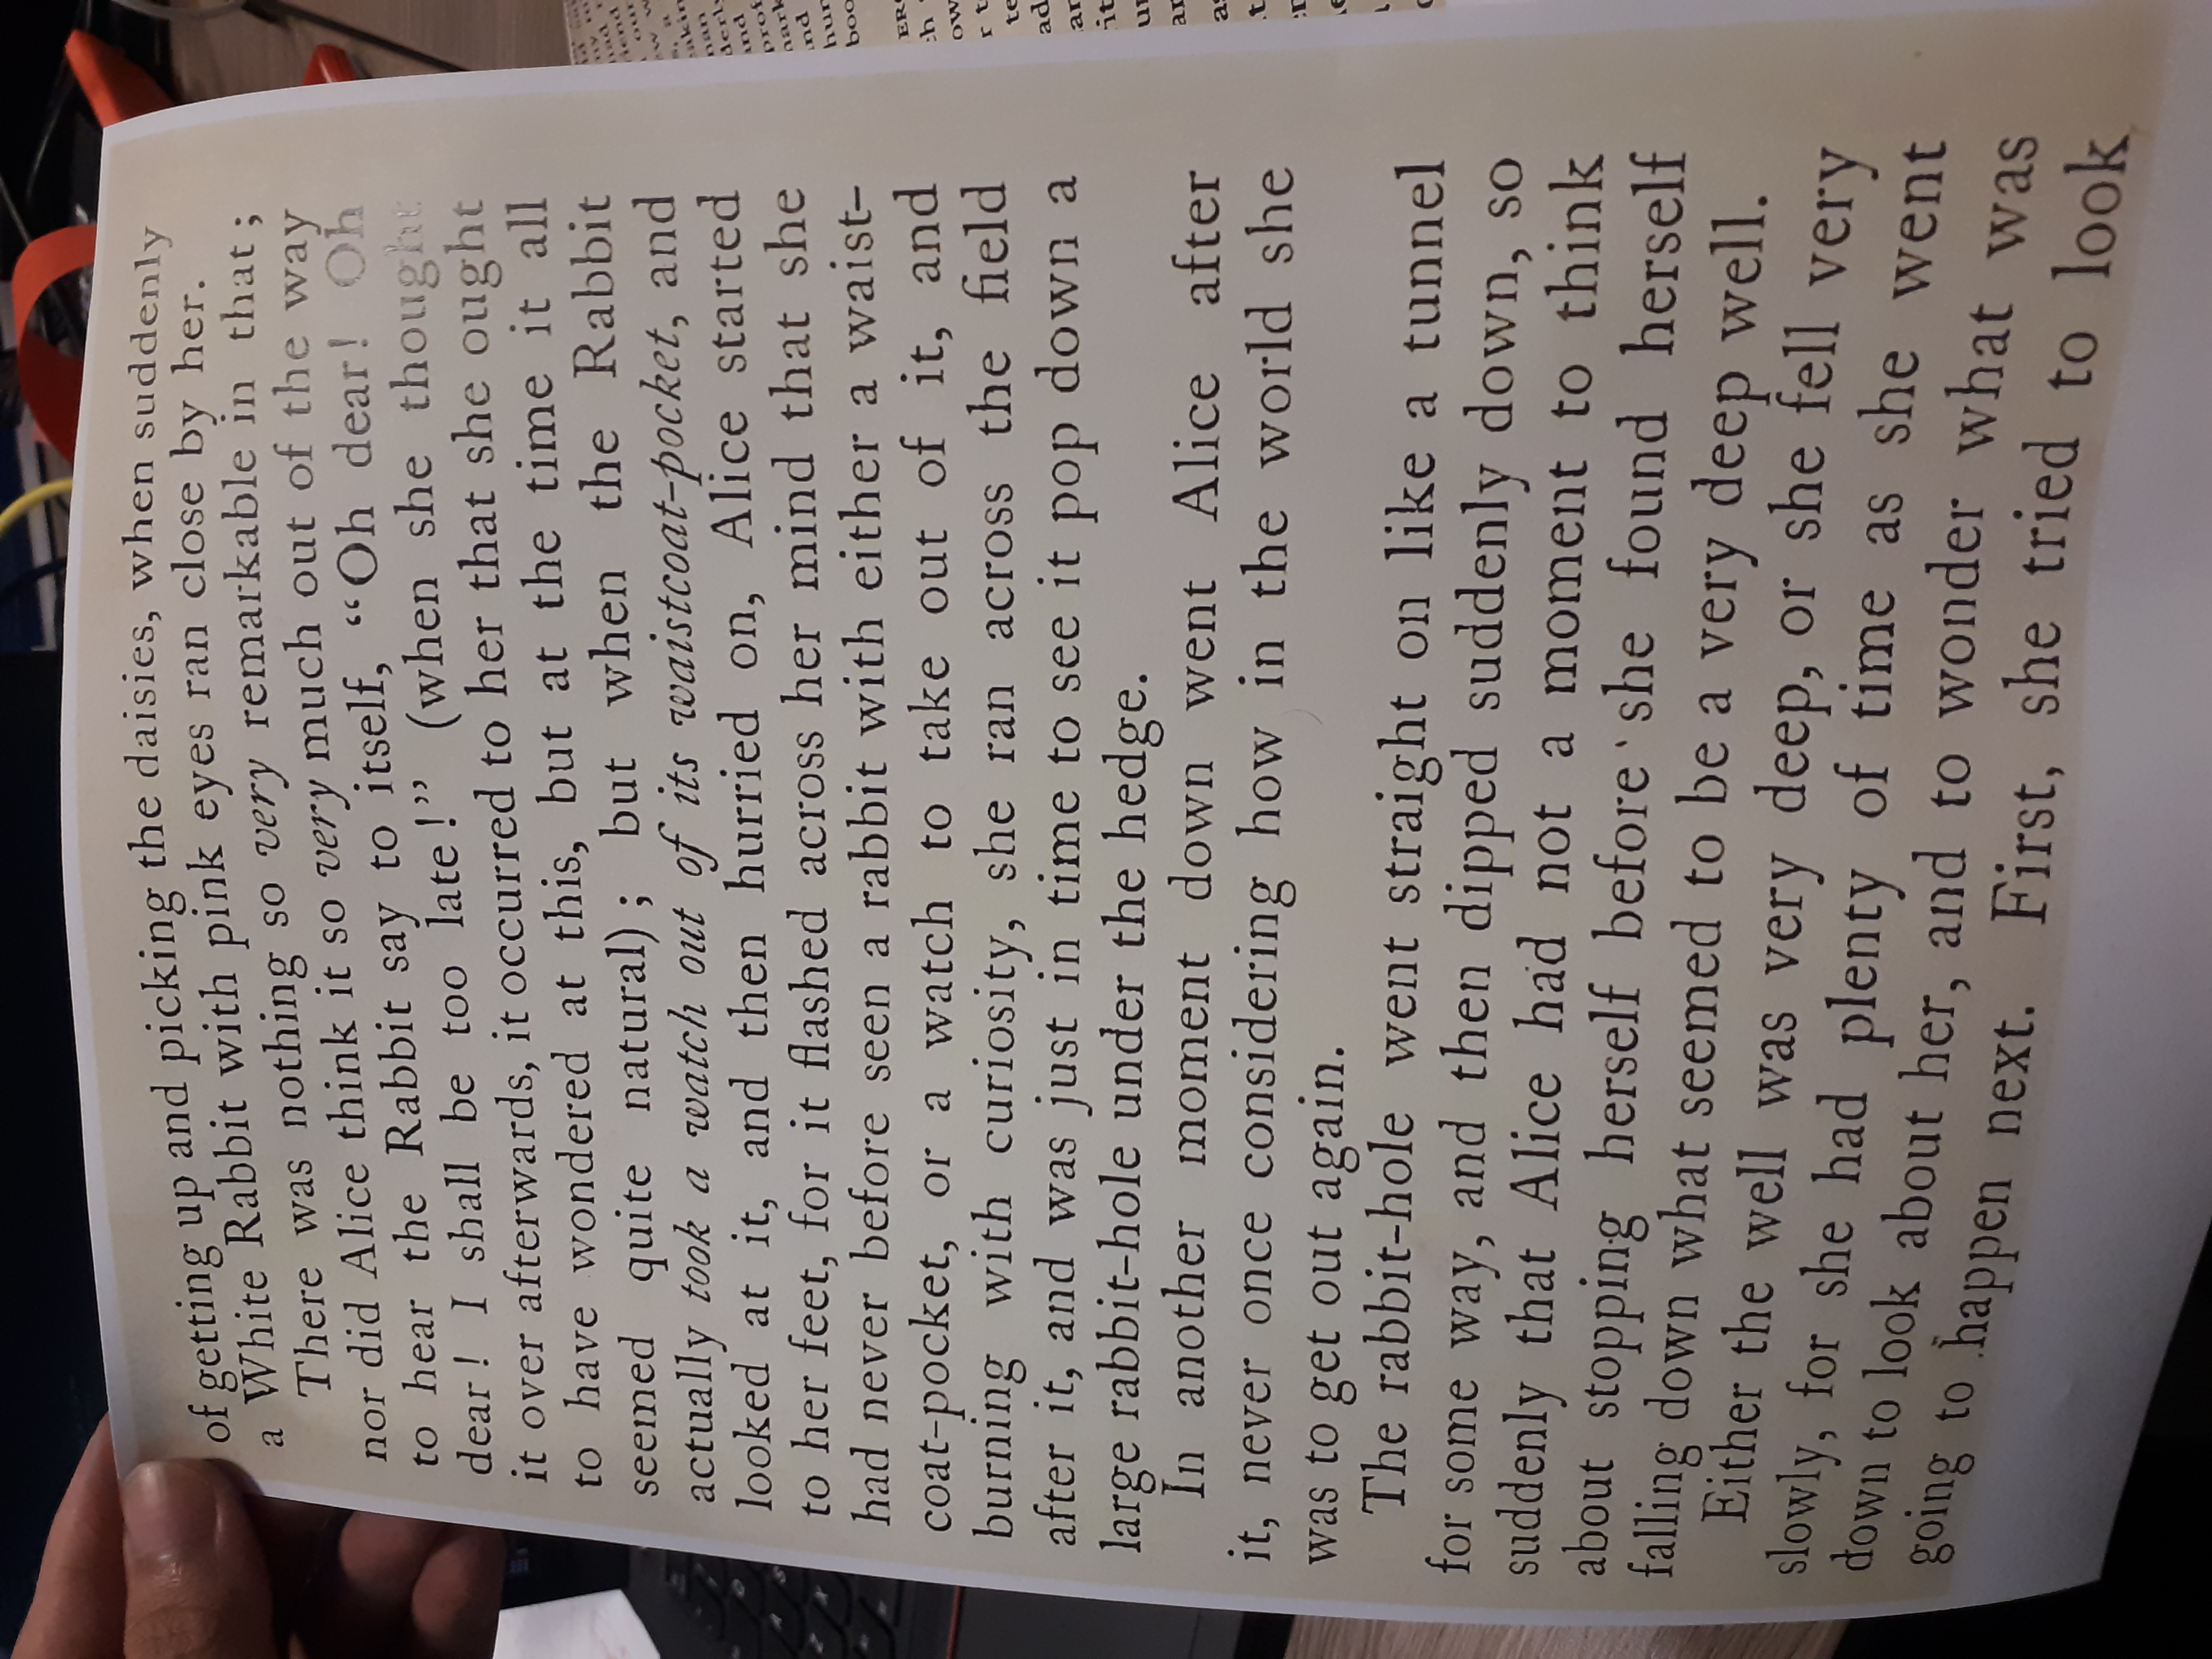 of getting up and picking the daisies, when suddenly
a White Rabbit with pink eyes ran close by her.
There was nothing so very remarkable in that ;
nor did Alice think it so very much out of the way
to hear the Rabbit say to itself, “Oh dear! Oh
dear! I shall be too late!” (when she thought
it over afterwards, it occurred to her that she ought
to have wondered at this, but at the time it all
seemed quite natural) ; but when the Rabbit
actually took a watch out of its waistcoat-pocket, and
looked at it, and then hurried on, Alice started
to her feet, for it flashed across her mind that she
had never before seen a rabbit with either a waist-
coat-pocket, or a watch to take out of it, and
burning with curiosity, she ran across the field
after it, and was just in time to see it pop down a
large rabbit-hole under the hedge.
In another moment down went Alice after
it, never once considering how in the world she
was to get out again.
The rabbit-hole went straight on like a tunnel
for some way, and then dipped suddenly down, so
suddenly that Alice had not a moment to think
about stopping herself before she found herself
falling down what seemed to be a very deep well.
Either the well was very deep, or she fell very
slowly, for she had plenty of time as she went
down to look about her, and to wonder what was
going to happen next. First, she tried to look